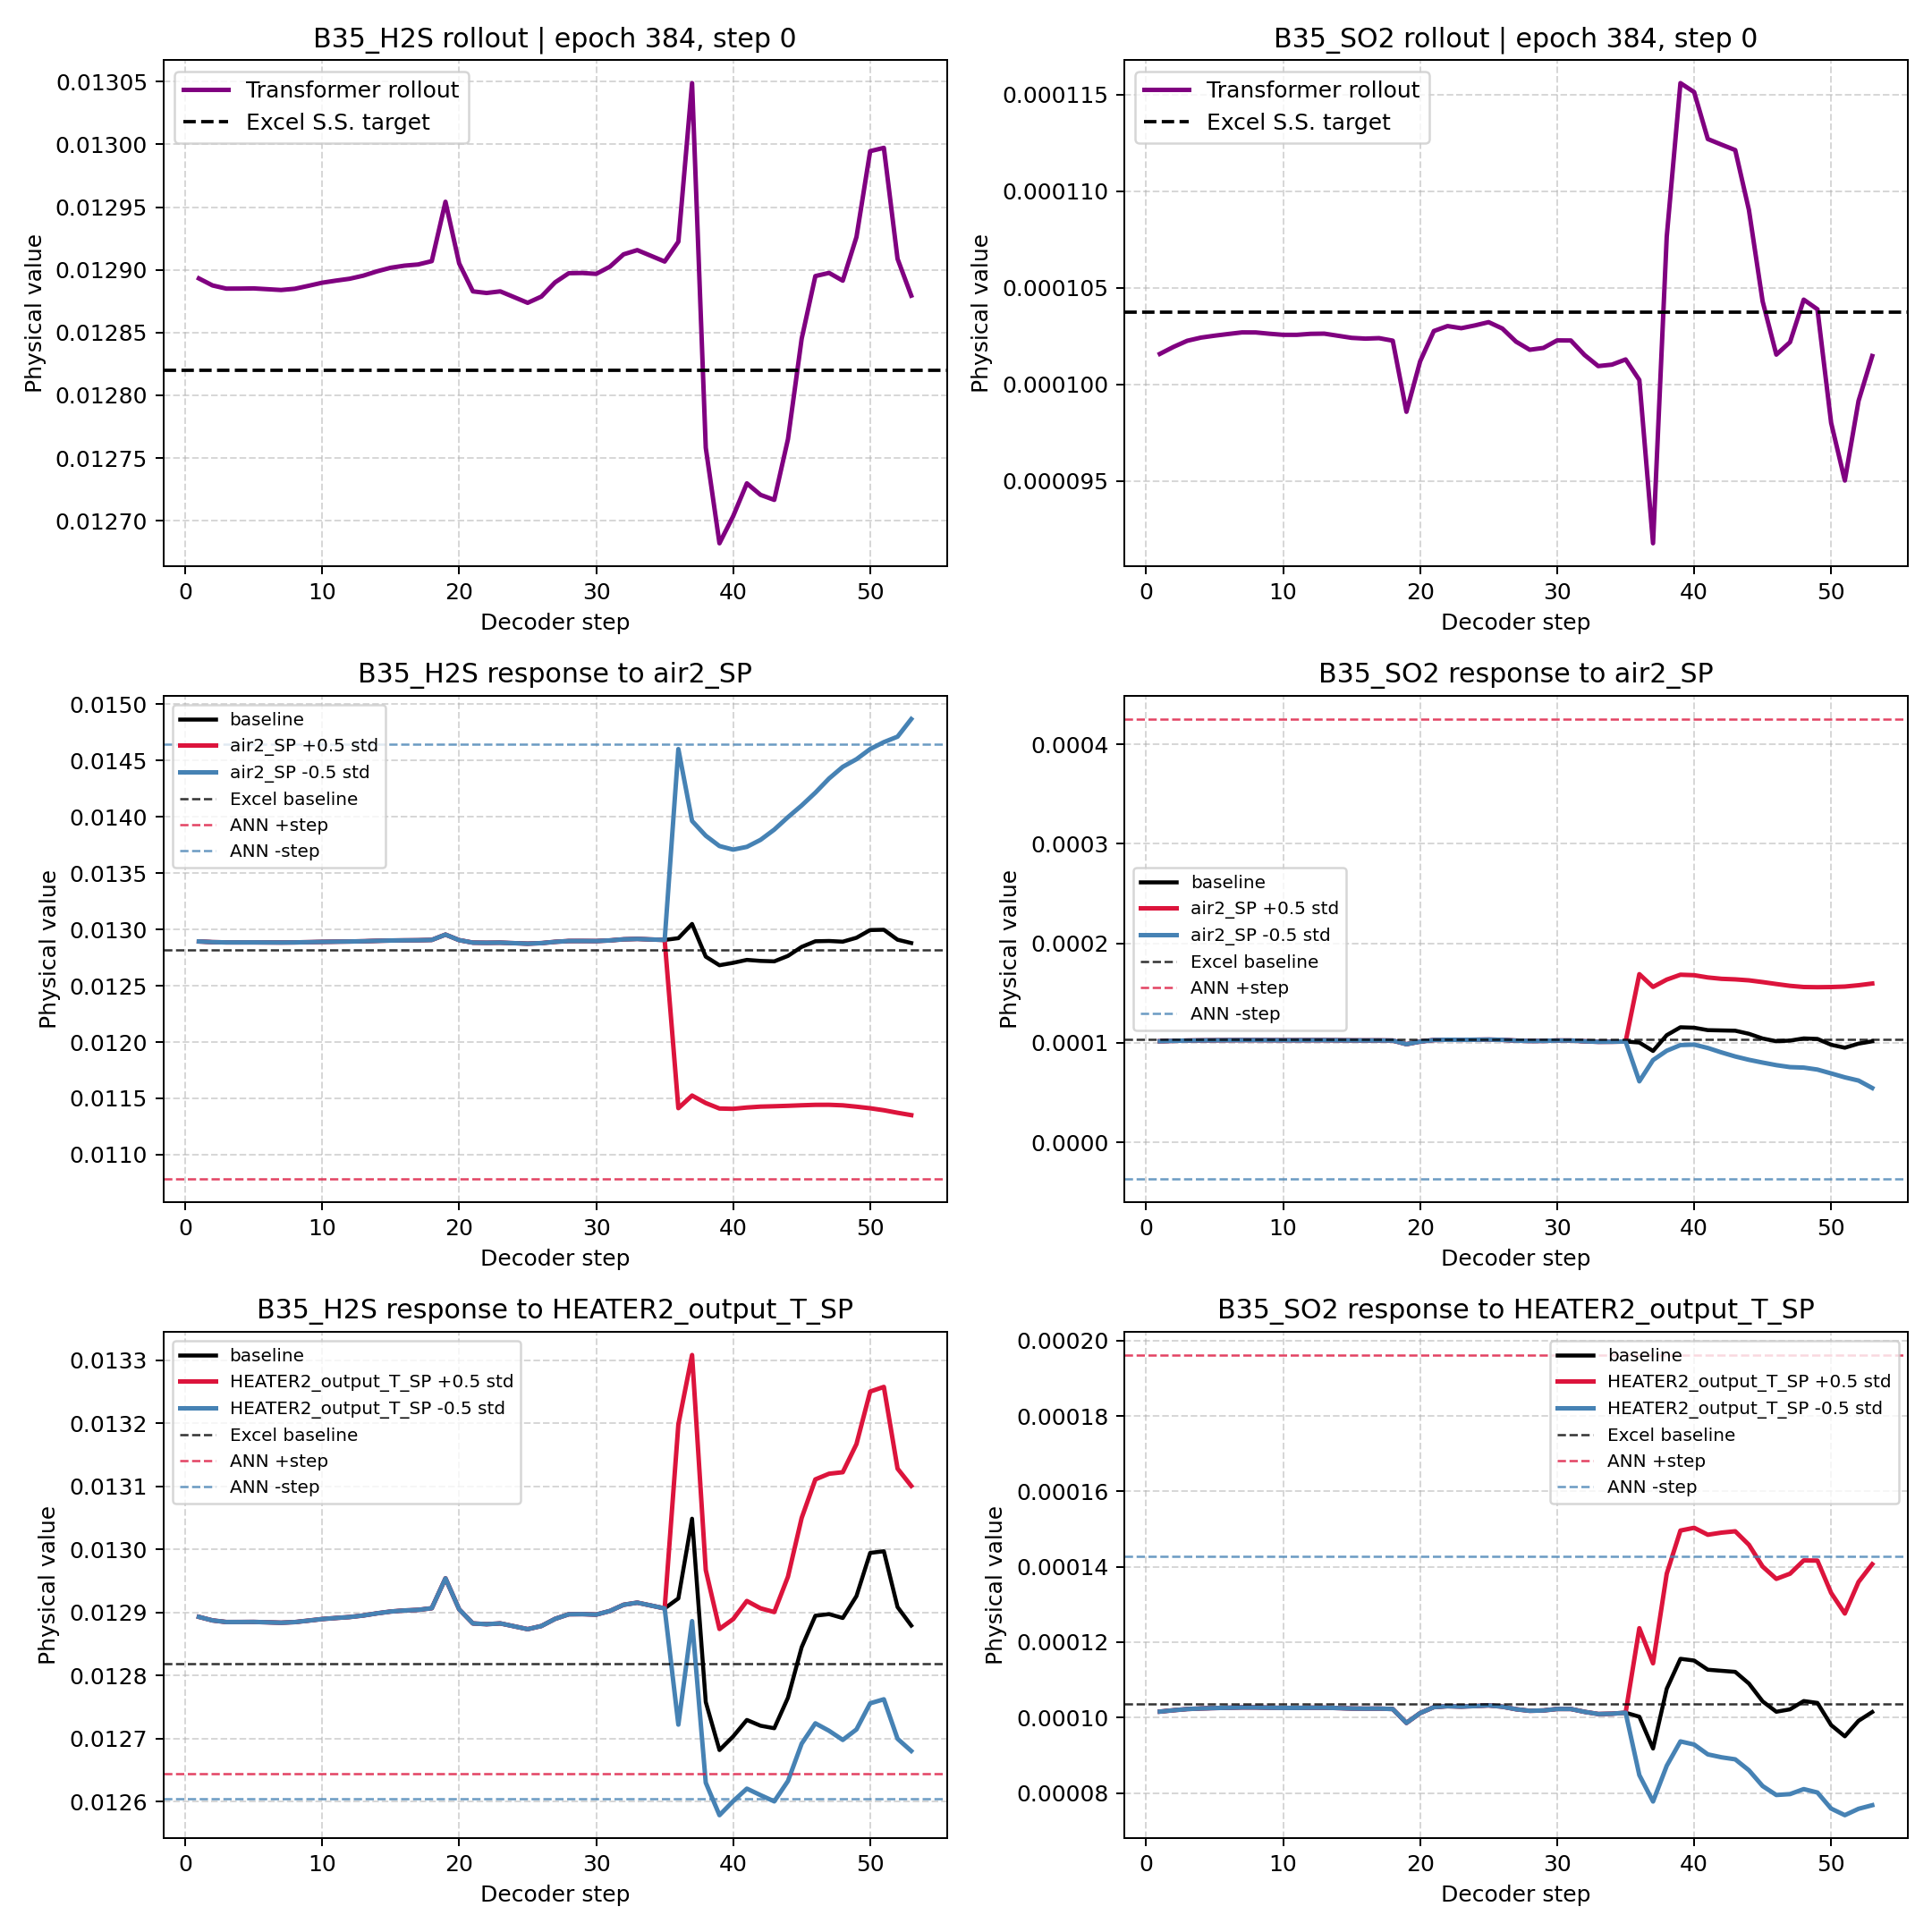 B35_H2S rollout | epoch 384, step 0
Physical value
0.01305
0.01300
0.01295
0.01290
0.01285
0.01280
0.01275
0.01270
Transformer rollout
Excel S.S. target
0 10 20 30 40 50
Decoder step
B35_SO2 rollout | epoch 384, step 0
Physical value
0.000115
0.000110
0.000105
0.000100
0.000095
Transformer rollout
Excel S.S. target
0 10 20 30 40 50
Decoder step
B35_H2S response to air2_SP
Physical value
0.0150
0.0145
0.0140
0.0135
0.0130
0.0125
0.0120
0.0115
0.0110
baseline
air2_SP +0.5 std
air2_SP -0.5 std
Excel baseline
ANN +step
ANN -step
0 10 20 30 40 50
Decoder step
B35_SO2 response to air2_SP
Physical value
0.0004
0.0003
0.0002
0.0001
0.0000
baseline
air2_SP +0.5 std
air2_SP -0.5 std
Excel baseline
ANN +step
ANN -step
0 10 20 30 40 50
Decoder step
B35_H2S response to HEATER2_output_T_SP
Physical value
0.0133
0.0132
0.0131
0.0130
0.0129
0.0128
0.0127
0.0126
baseline
HEATER2_output_T_SP +0.5 std
HEATER2_output_T_SP -0.5 std
Excel baseline
ANN +step
ANN -step
0 10 20 30 40 50
Decoder step
B35_SO2 response to HEATER2_output_T_SP
Physical value
0.00020
0.00018
0.00016
0.00014
0.00012
0.00010
0.00008
baseline
HEATER2_output_T_SP +0.5 std
HEATER2_output_T_SP -0.5 std
Excel baseline
ANN +step
ANN -step
0 10 20 30 40 50
Decoder step